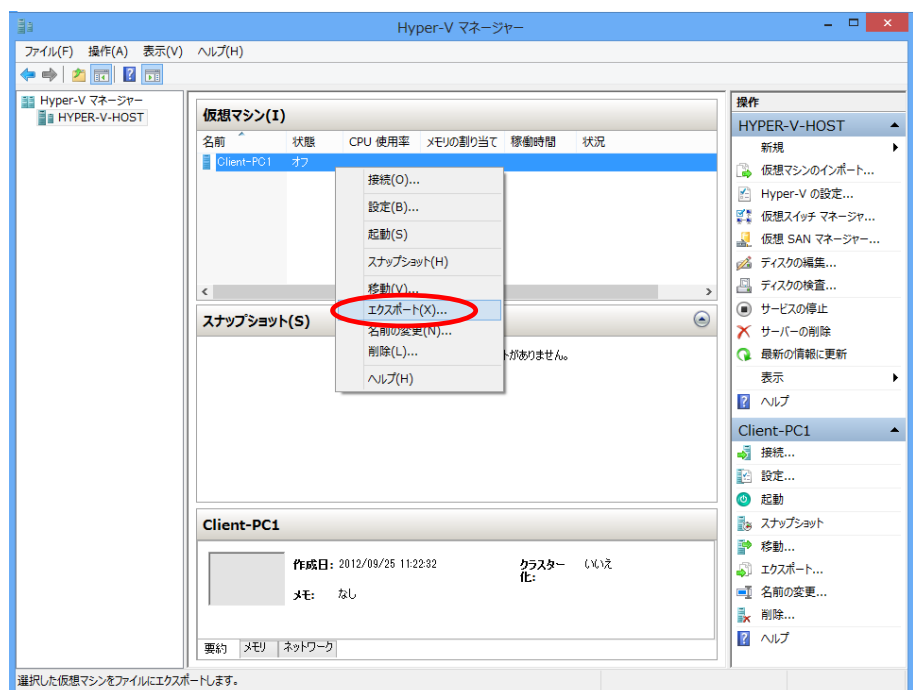 Hyper-V マネージャー
ファイル(F) 操作(A) 表示(V) ヘルプ(H)
Hyper-V マネージャー
HYPER-V-HOST
仮想マシン(I)
名前 状態 CPU 使用率 メモリの割り当て 稼働時間 状況
Client-PC1 オフ
接続(O)...
設定(B)...
起動(S)
スナップショット(H)
移動(V)...
エクスポート(X)...
名前の変更(N)...
削除(L)...
ヘルプ(H)
スナップショット(S)
トがありません。
Client-PC1
作成日: 2012/09/25 11:22:32 クラスター化: いいえ
メモ: なし
要約 メモリ ネットワーク
操作
HYPER-V-HOST
新規
仮想マシンのインポート...
Hyper-V の設定...
仮想スイッチ マネージャ...
仮想 SAN マネージャー...
ディスクの編集...
ディスクの検査...
サービスの停止
サーバーの削除
最新の情報に更新
表示
ヘルプ
Client-PC1
接続...
設定...
起動
スナップショット
移動...
エクスポート...
名前の変更...
削除...
ヘルプ
選択した仮想マシンをファイルにエクスポートします。